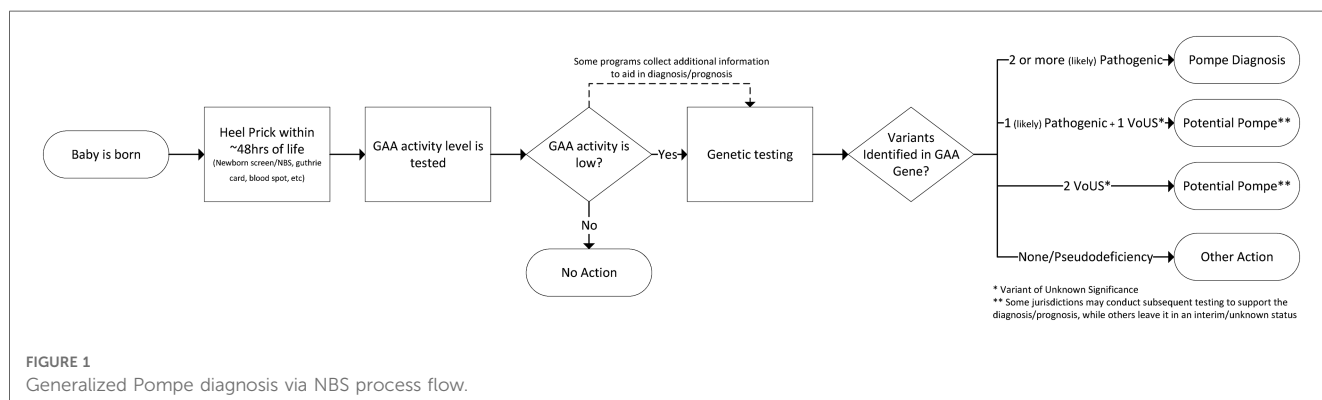 Some programs collect additional information
to aid in diagnosis/prognosis
Baby is born
Heel Prick within
~48hrs of life
(Newborn screen/NBS, guthrie
card, blood spot, etc)
GAA activity level is
tested
GAA activity is
low?
Yes
No
No Action
Genetic testing
Variants
Identified in GAA
Gene?
2 or more (likely) Pathogenic
Pompe Diagnosis
1 (likely) Pathogenic + 1 VoUS*
Potential Pompe**
2 VoUS*
Potential Pompe**
None/Pseudodeficiency
Other Action
* Variant of Unknown Significance
** Some jurisdictions may conduct subsequent testing to support the
diagnosis/prognosis, while others leave it in an interim/unknown status
FIGURE 1
Generalized Pompe diagnosis via NBS process flow.